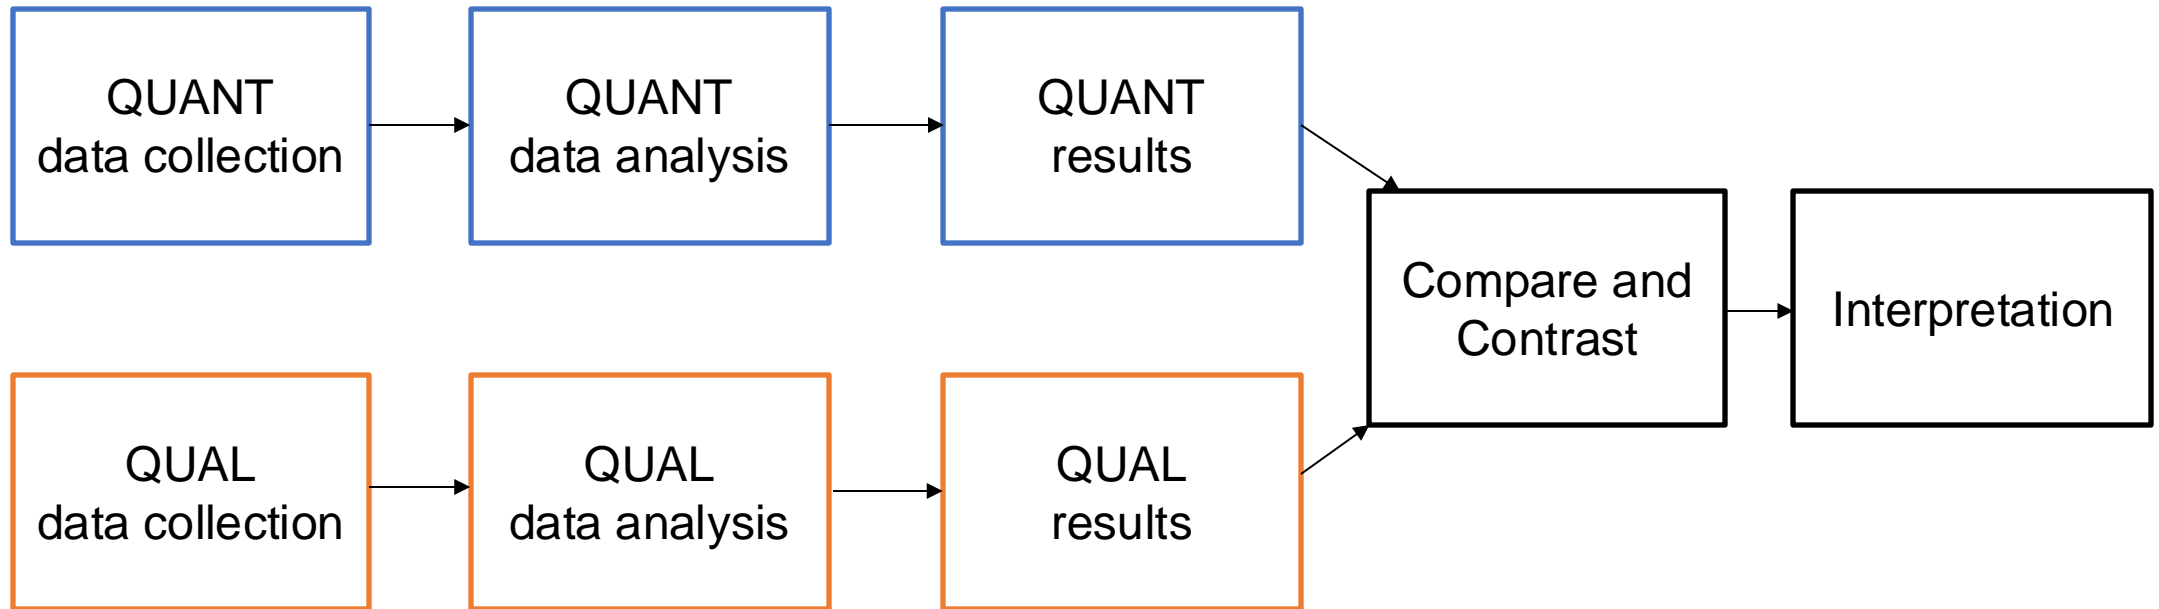 QUANT
data collection
QUANT
data analysis
QUANT
results
Compare and
Contrast
Interpretation
QUAL
data collection
QUAL
data analysis
QUAL
results